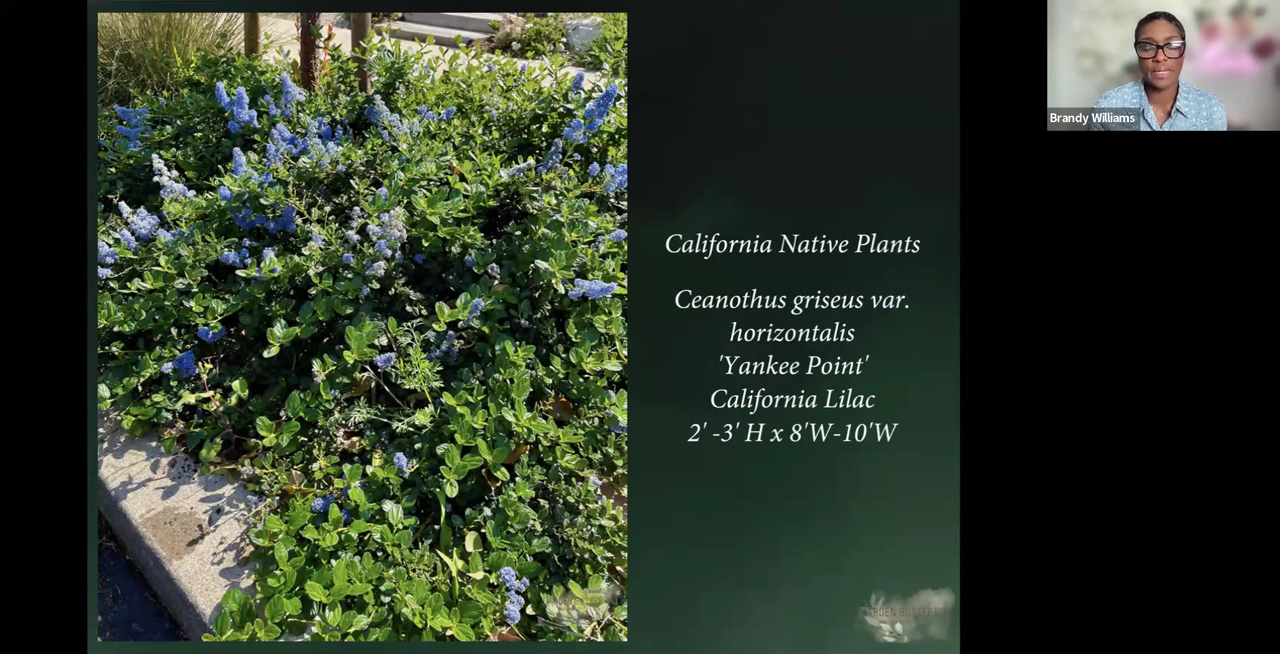 California Native Plants
Ceanothus griseus var.
horizontalis
'Yankee Point'
California Lilac
2' -3' H x 8'W-10'W
Brandy Williams